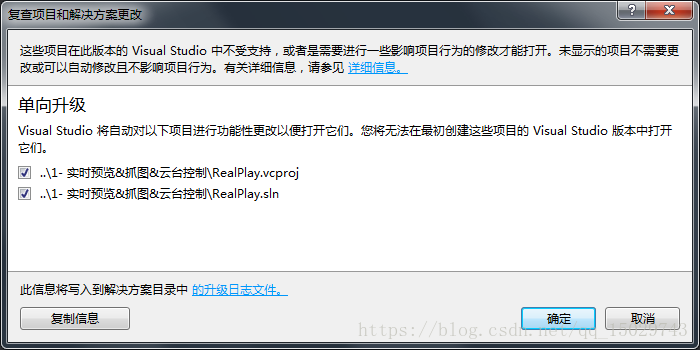 复查项目和解决方案更改
这些项目在此版本的 Visual Studio 中不受支持，或者是需要进行一些影响项目行为的修改才能打开。未显示的项目不需要更
改或可以自动修改且不影响项目行为。有关详细信息，请参见 详细信息。
单向升级
Visual Studio 将自动对以下项目进行功能性更改以便打开它们。您将无法在最初创建这些项目的 Visual Studio 版本中打开
它们。
..\1- 实时预览&抓图&云台控制\RealPlay.vcproj
..\1- 实时预览&抓图&云台控制\RealPlay.sln
此信息将写入到解决方案目录中 的升级日志文件。
复制信息
确定
取消
https://blog.csdn.net/qq_15029743